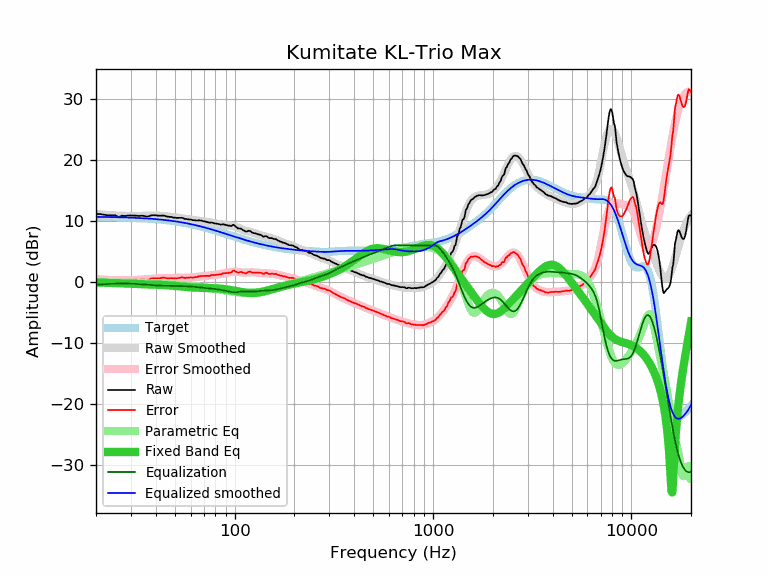 Kumitate KL-Trio Max
Amplitude (dBr)
30
20
10
0
−10
−20
−30
Target
Raw Smoothed
Error Smoothed
Raw
Error
Parametric Eq
Fixed Band Eq
Equalization
Equalized smoothed
100
1000
10000
Frequency (Hz)